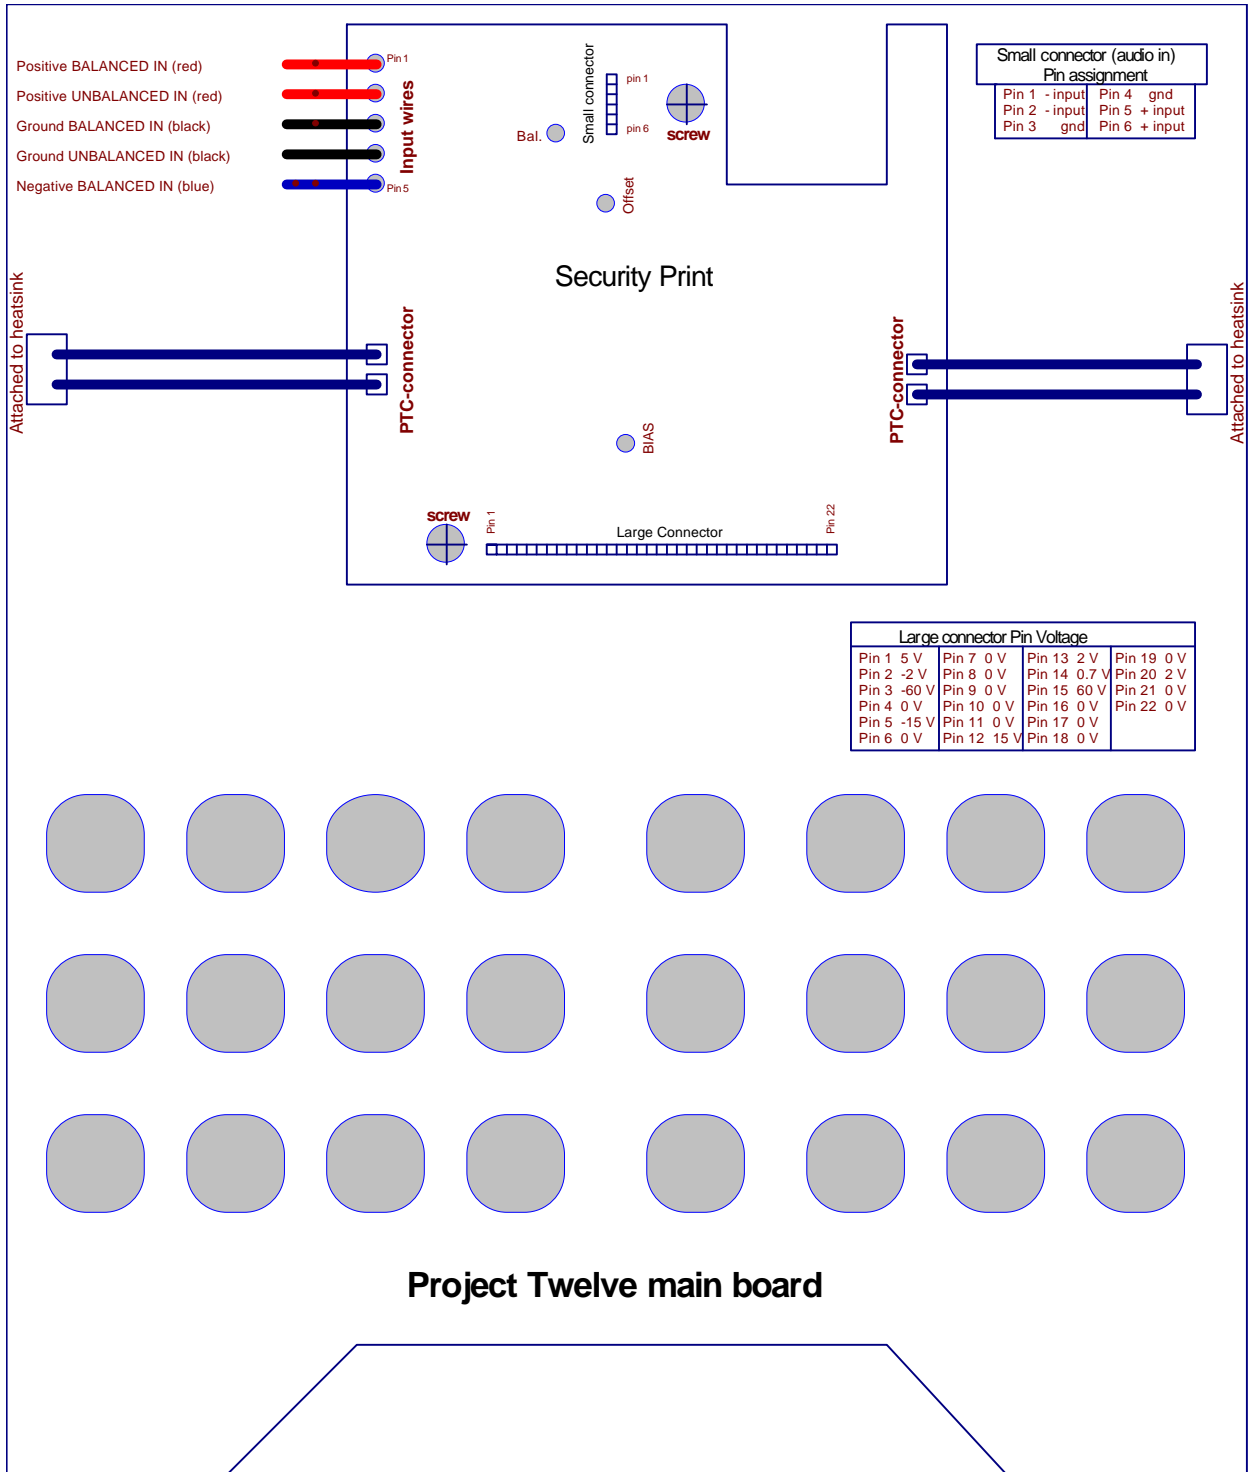 Positive BALANCED IN (red)
Positive UNBALANCED IN (red)
Ground BALANCED IN (black)
Ground UNBALANCED IN (black)
Negative BALANCED IN (blue)
Pin 1
Pin 5
Input wires
Bal.
Small connector
pin 1
pin 6
screw
Offset
Small connector (audio in)
Pin assignment
Pin 1 - input Pin 4 gnd
Pin 2 - input Pin 5 + input
Pin 3 gnd Pin 6 + input
Security Print
Attached to heatsink
PTC-connector
PTC-connector
Attached to heatsink
BIAS
screw
Pin 1
Large Connector
Pin 22
Large connector Pin Voltage
Pin 1 5 V Pin 7 0 V Pin 13 2 V Pin 19 0 V
Pin 2 -2 V Pin 8 0 V Pin 14 0.7 V Pin 20 2 V
Pin 3 -60 V Pin 9 0 V Pin 15 60 V Pin 21 0 V
Pin 4 0 V Pin 10 0 V Pin 16 0 V Pin 22 0 V
Pin 5 -15 V Pin 11 0 V Pin 17 0 V
Pin 6 0 V Pin 12 15 V Pin 18 0 V
Project Twelve main board